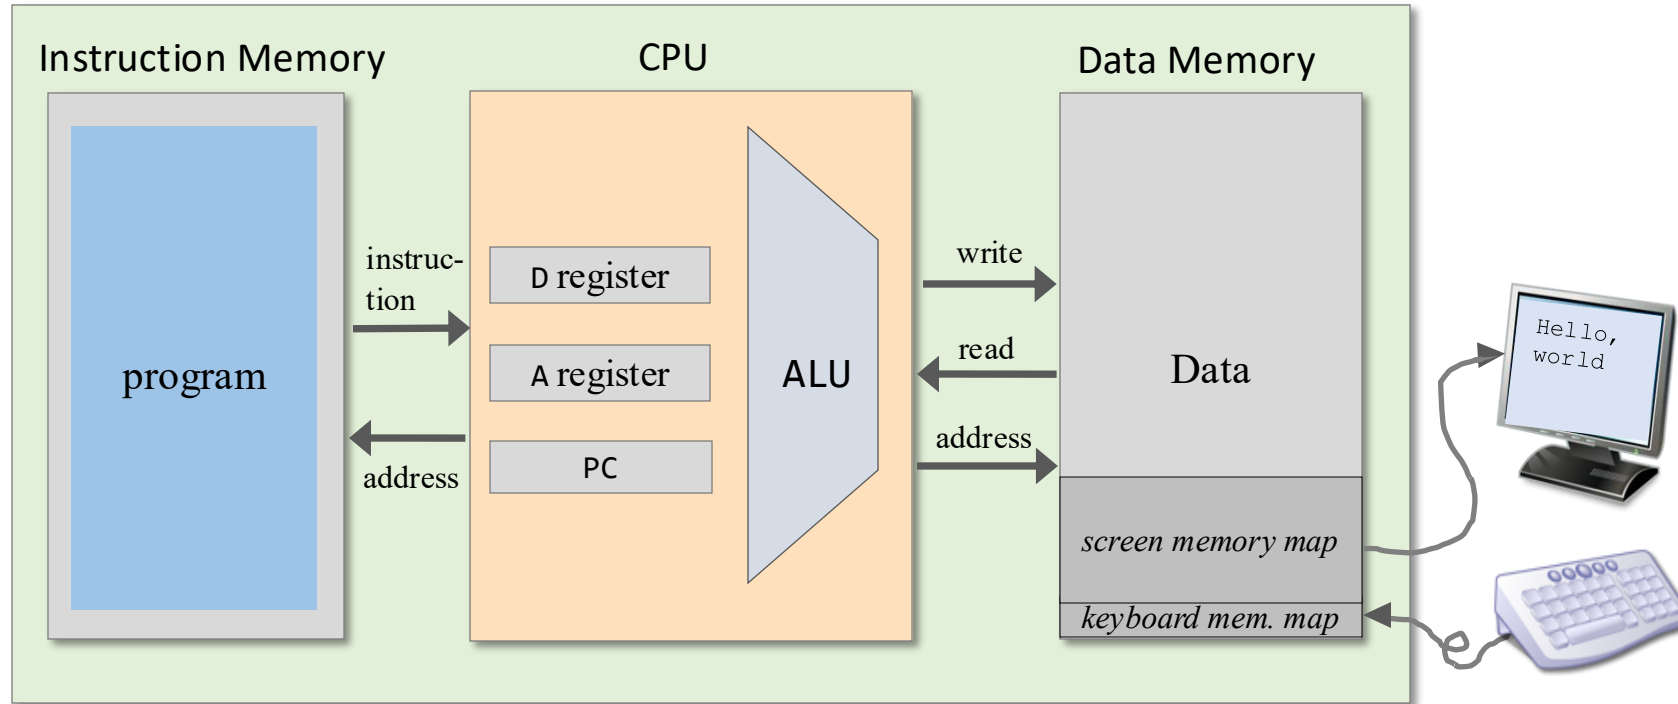 Instruction Memory
CPU
Data Memory
instruc-
tion
program
address
D register
A register
PC
ALU
write
read
address
Data
screen memory map
keyboard mem. map
Hello,
world